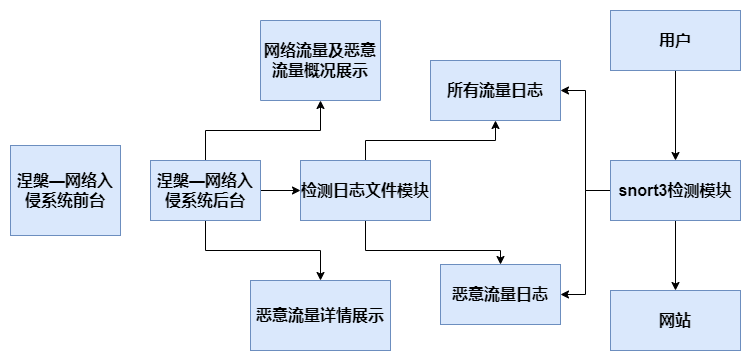 网络流量及恶意
流量概况展示
用户
所有流量日志
涅槃—网络入
侵系统前台
涅槃—网络入
侵系统后台
检测日志文件模块
snort3检测模块
恶意流量详情展示
恶意流量日志
网站